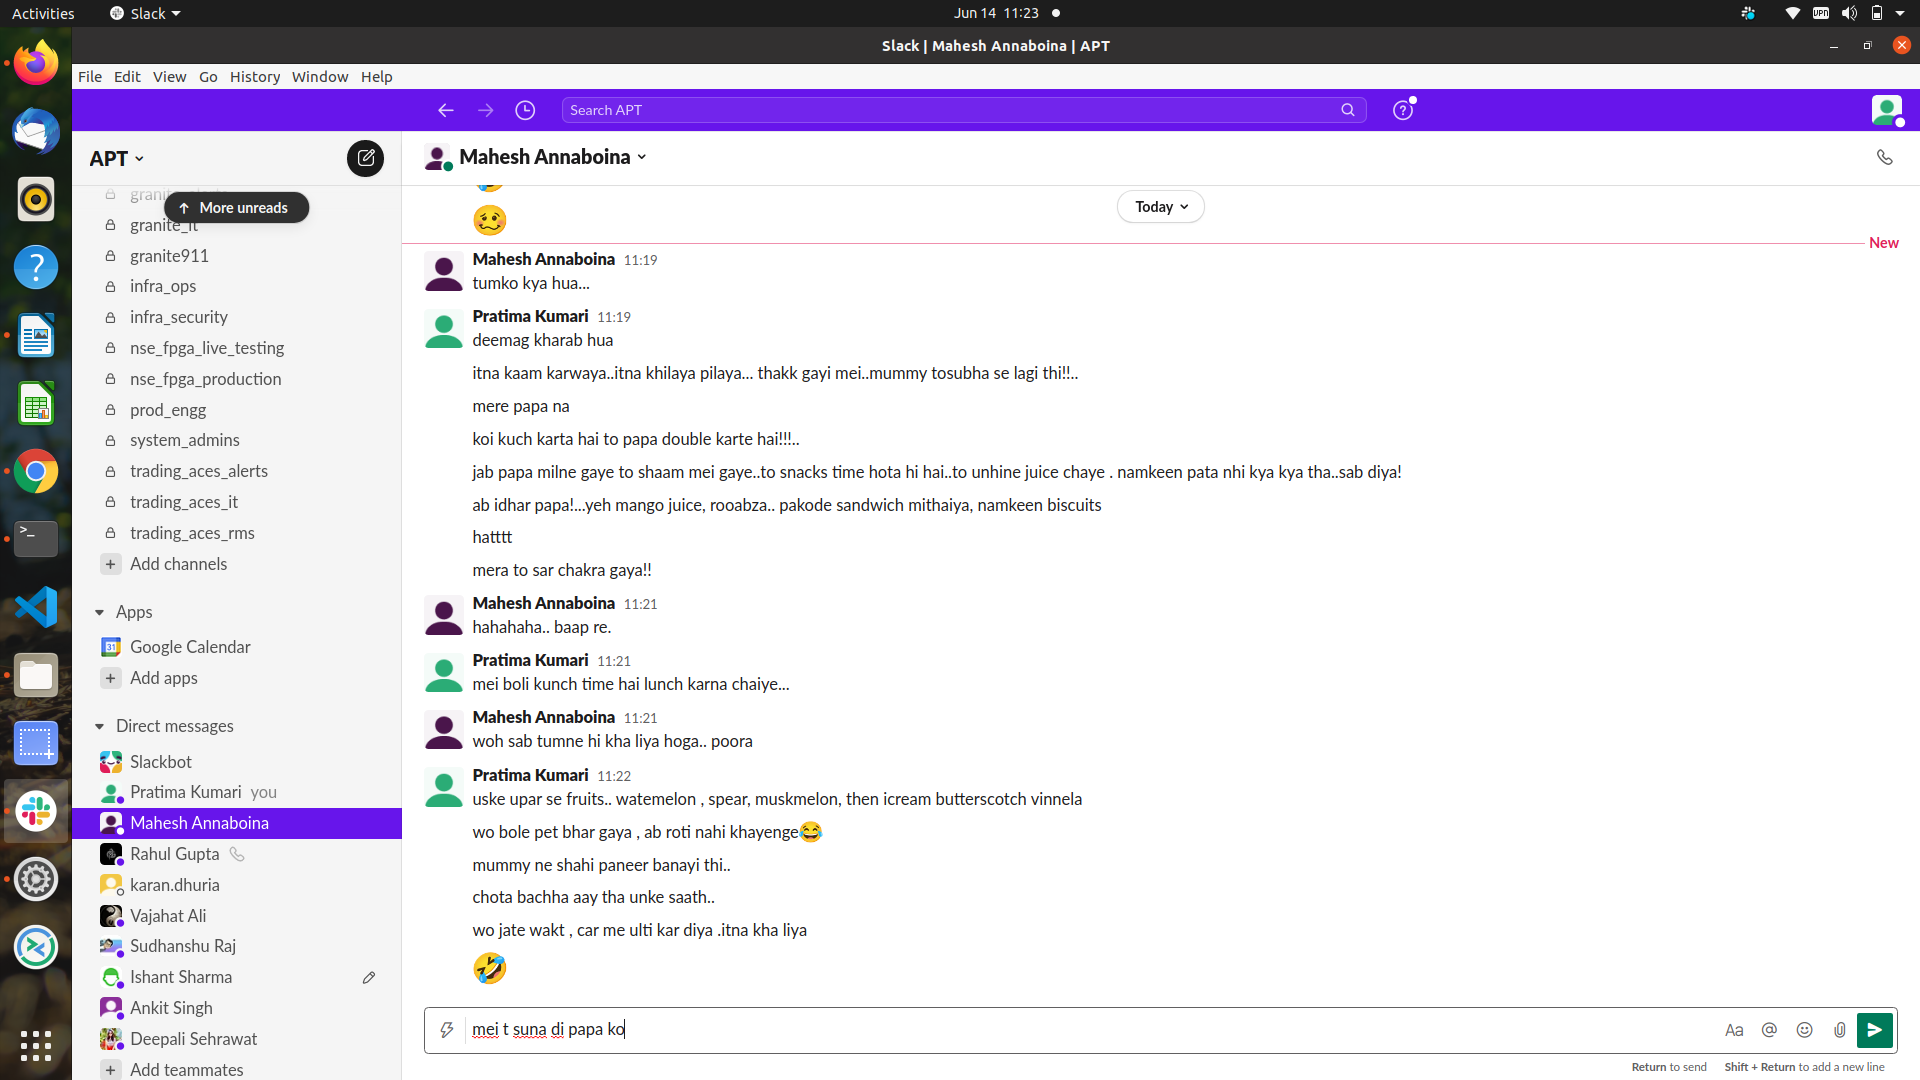 Activities
Slack
Jun 14 11:23
VPN
Slack | Mahesh Annaboina | APT
File Edit View Go History Window Help
Search APT
APT
More unreads
granite_it
granite911
infra_ops
infra_security
nse_fpga_live_testing
nse_fpga_production
prod_engg
system_admins
trading_aces_alerts
trading_aces_it
trading_aces_rms
Add channels
Apps
31 Google Calendar
Add apps
Direct messages
Slackbot
Pratima Kumari you
Mahesh Annaboina
Rahul Gupta
karan.dhuria
Vajahat Ali
Sudhanshu Raj
Ishant Sharma
Ankit Singh
Deepali Sehrawat
Add teammates
Mahesh Annaboina
Today
New
Mahesh Annaboina 11:19
tumko kya hua...
Pratima Kumari 11:19
deemag kharab hua
itna kaam karwaya..itna khilaya pilaya... thakk gayi mei..mummy tosubha se lagi thi!!..
mere papa na
koi kuch karta hai to papa double karte hai!!!..
jab papa milne gaye to shaam mei gaye..to snacks time hota hi hai..to unhine juice chaye . namkeen pata nhi kya kya tha..sab diya!
ab idhar papa!...yeh mango juice, rooabza.. pakode sandwich mithaiya, namkeen biscuits
hatttt
mera to sar chakra gaya!!
Mahesh Annaboina 11:21
hahahaha.. baap re.
Pratima Kumari 11:21
mei boli kunch time hai lunch karna chaiye...
Mahesh Annaboina 11:21
woh sab tumne hi kha liya hoga.. poora
Pratima Kumari 11:22
uske upar se fruits.. watemelon , spear, muskmelon, then icream butterscotch vinnela
wo bole pet bhar gaya , ab roti nahi khayenge😂
mummy ne shahi paneer banayi thi..
chota bachha aay tha unke saath..
wo jate wakt , car me ulti kar diya .itna kha liya
🤣
mei t suna di papa ko
Aa
Return to send Shift + Return to add a new line